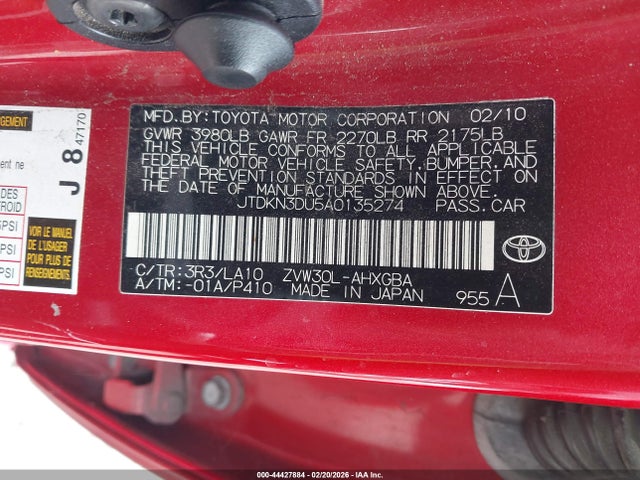 MFD.BY:TOYOTA MOTOR CORPORATION 02/10
GVWR 3980LB GAWR FR 2270LB RR 2175LB
THIS VEHICLE CONFORMS TO ALL APPLICABLE
FEDERAL MOTOR VEHICLE SAFETY, BUMPER, AND
THEFT PREVENTION STANDARDS IN EFFECT ON
THE DATE OF MANUFACTURE SHOWN ABOVE.
JTDKN3DU5A0135274 PASS.CAR
C/TR:3R3/LA10 ZVW30L-AHXGBA
A/TM:-01A/P410 MADE IN JAPAN
955 A
TOYOTA
J 8 47170
VOIR LE MANUEL
DE L'USAGER
POUR PLUS DE
000-44427884 - 02/20/2026 - IAAI